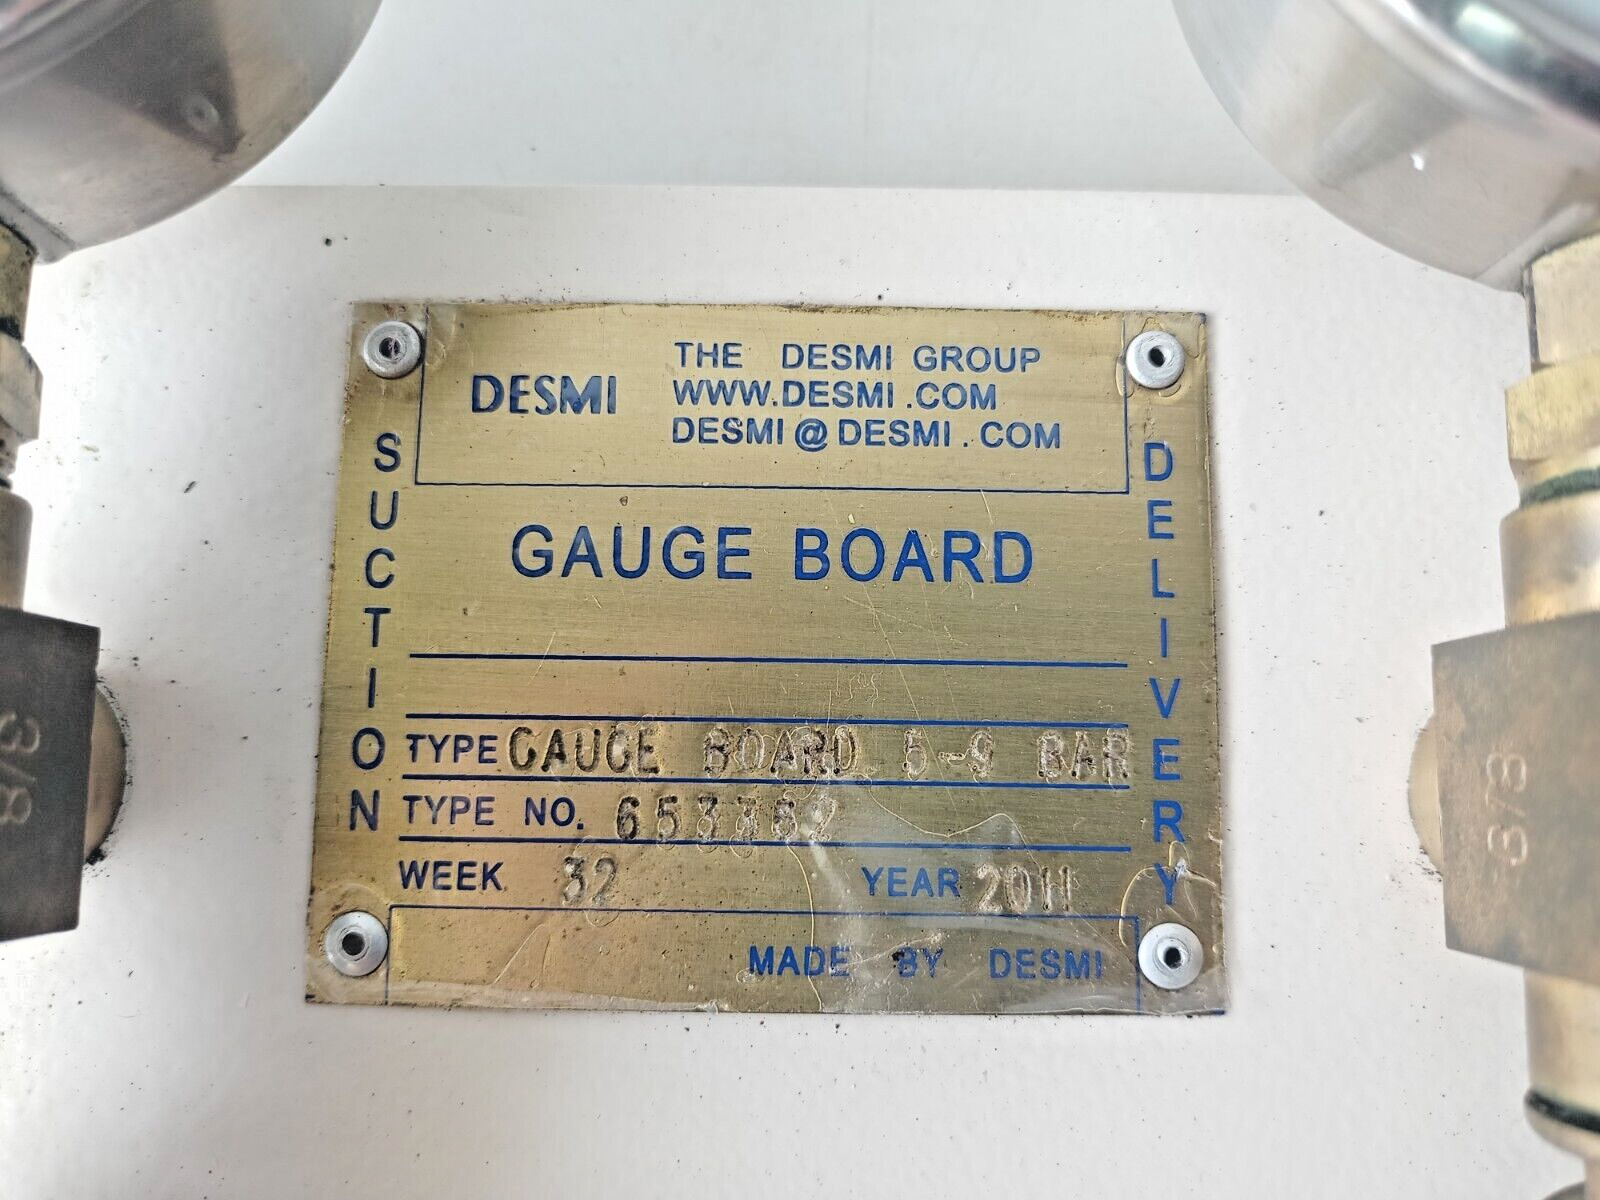 DESMI
THE DESMI GROUP
WWW.DESMI.COM
DESMI@DESMI.COM
SUCTION
DELIVERY
GAUGE BOARD
TYPE GAUGE BOARD 5-9 BAR
TYPE NO. 653362
WEEK 32 YEAR 2011
MADE BY DESMI
3/8
3/8